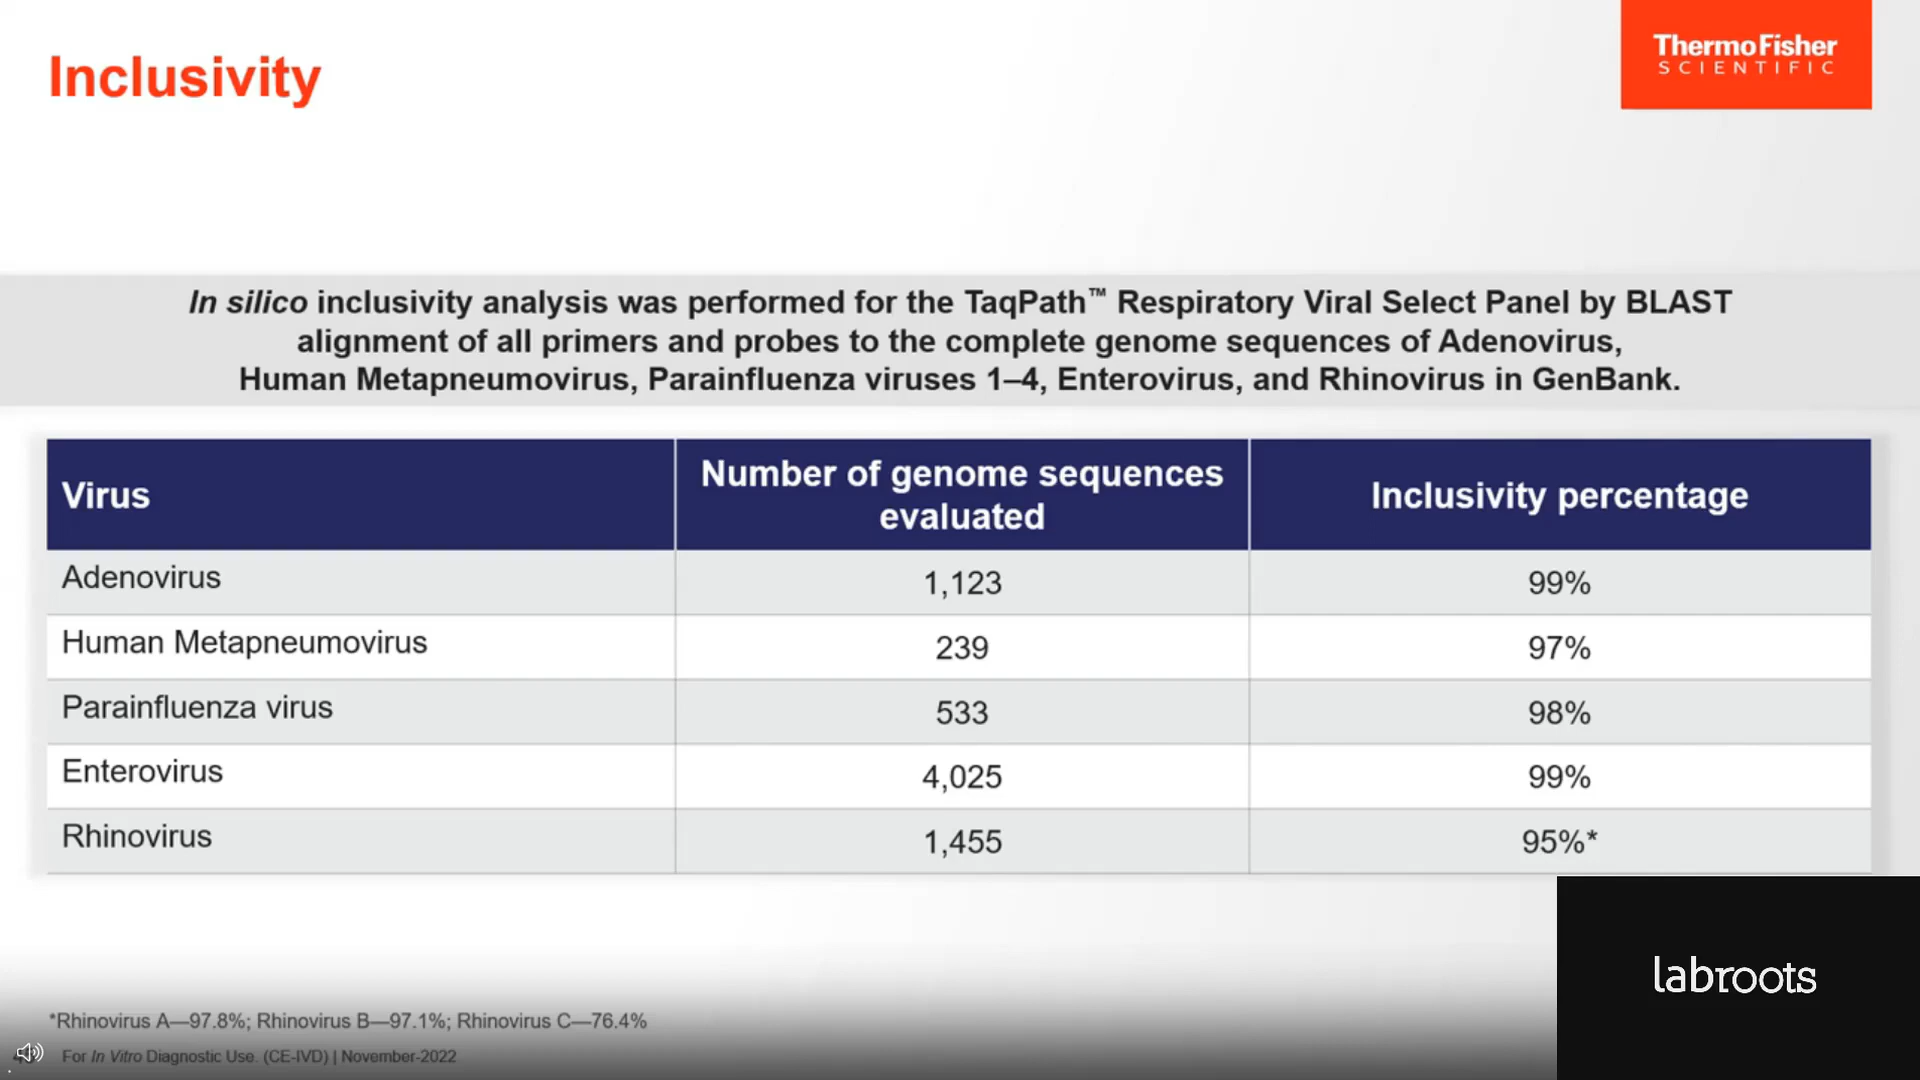 Inclusivity
ThermoFisher
SCIENTIFIC
In silico inclusivity analysis was performed for the TaqPath™ Respiratory Viral Select Panel by BLAST
alignment of all primers and probes to the complete genome sequences of Adenovirus,
Human Metapneumovirus, Parainfluenza viruses 1–4, Enterovirus, and Rhinovirus in GenBank.
Virus
Number of genome sequences
evaluated
Inclusivity percentage
Adenovirus
1,123
99%
Human Metapneumovirus
239
97%
Parainfluenza virus
533
98%
Enterovirus
4,025
99%
Rhinovirus
1,455
95%*
labroots
*Rhinovirus A—97.8%; Rhinovirus B—97.1%; Rhinovirus C—76.4%
For In Vitro Diagnostic Use. (CE-IVD) | November-2022